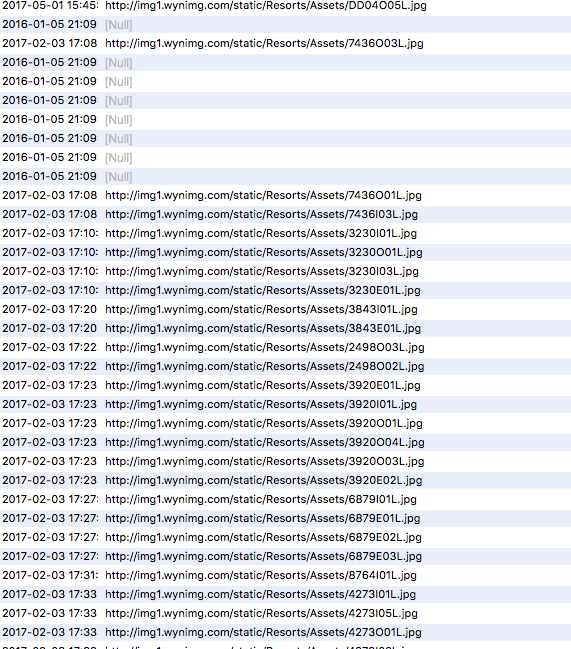 2017-05-01 15:45: http://img1.wynimg.com/static/Resorts/Assets/DD04O05L.jpg
2016-01-05 21:09 [Null]
2017-02-03 17:08 http://img1.wynimg.com/static/Resorts/Assets/7436O03L.jpg
2016-01-05 21:09 [Null]
2016-01-05 21:09 [Null]
2016-01-05 21:09 [Null]
2016-01-05 21:09 [Null]
2016-01-05 21:09 [Null]
2016-01-05 21:09 [Null]
2016-01-05 21:09 [Null]
2017-02-03 17:08 http://img1.wynimg.com/static/Resorts/Assets/7436O01L.jpg
2017-02-03 17:08 http://img1.wynimg.com/static/Resorts/Assets/7436I03L.jpg
2017-02-03 17:10: http://img1.wynimg.com/static/Resorts/Assets/3230I01L.jpg
2017-02-03 17:10: http://img1.wynimg.com/static/Resorts/Assets/3230O01L.jpg
2017-02-03 17:10: http://img1.wynimg.com/static/Resorts/Assets/3230I03L.jpg
2017-02-03 17:10: http://img1.wynimg.com/static/Resorts/Assets/3230E01L.jpg
2017-02-03 17:20 http://img1.wynimg.com/static/Resorts/Assets/3843I01L.jpg
2017-02-03 17:20 http://img1.wynimg.com/static/Resorts/Assets/3843E01L.jpg
2017-02-03 17:22 http://img1.wynimg.com/static/Resorts/Assets/2498O03L.jpg
2017-02-03 17:22 http://img1.wynimg.com/static/Resorts/Assets/2498O02L.jpg
2017-02-03 17:23 http://img1.wynimg.com/static/Resorts/Assets/3920E01L.jpg
2017-02-03 17:23 http://img1.wynimg.com/static/Resorts/Assets/3920I01L.jpg
2017-02-03 17:23 http://img1.wynimg.com/static/Resorts/Assets/3920O01L.jpg
2017-02-03 17:23 http://img1.wynimg.com/static/Resorts/Assets/3920O04L.jpg
2017-02-03 17:23 http://img1.wynimg.com/static/Resorts/Assets/3920O03L.jpg
2017-02-03 17:23 http://img1.wynimg.com/static/Resorts/Assets/3920E02L.jpg
2017-02-03 17:27: http://img1.wynimg.com/static/Resorts/Assets/6879I01L.jpg
2017-02-03 17:27: http://img1.wynimg.com/static/Resorts/Assets/6879E01L.jpg
2017-02-03 17:27: http://img1.wynimg.com/static/Resorts/Assets/6879E02L.jpg
2017-02-03 17:27: http://img1.wynimg.com/static/Resorts/Assets/6879E03L.jpg
2017-02-03 17:31: http://img1.wynimg.com/static/Resorts/Assets/8764I01L.jpg
2017-02-03 17:33 http://img1.wynimg.com/static/Resorts/Assets/4273I01L.jpg
2017-02-03 17:33 http://img1.wynimg.com/static/Resorts/Assets/4273I05L.jpg
2017-02-03 17:33 http://img1.wynimg.com/static/Resorts/Assets/4273O01L.jpg